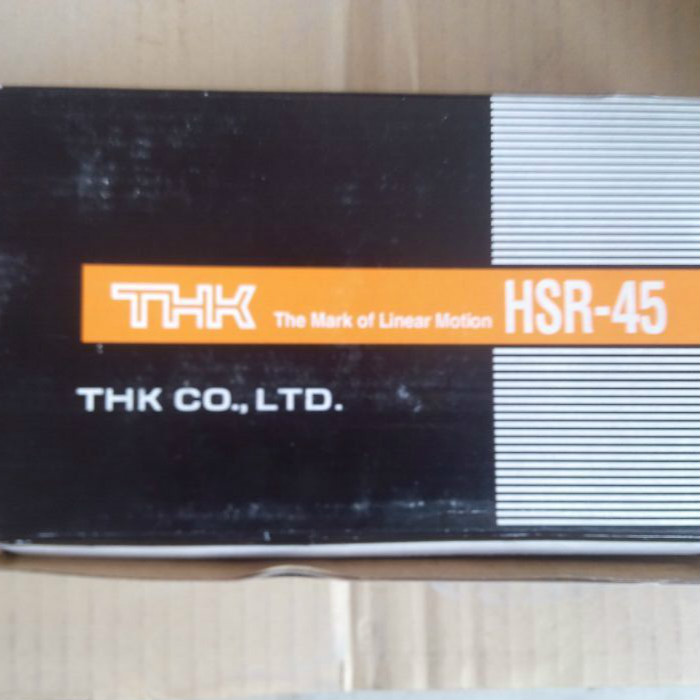 THK The Mark of Linear Motion HSR-45
THK CO., LTD.